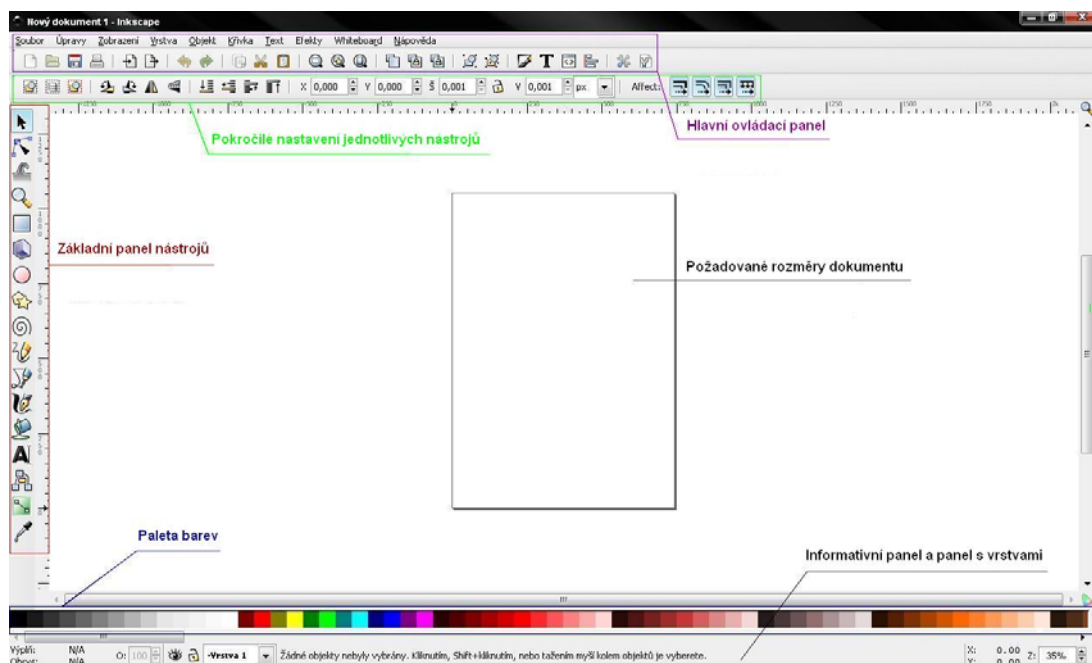 Nový dokument 1 - Inkscape
Soubor Úpravy Zobrazení Vrstva Objekt Křivka Text Efekty Whiteboard Nápověda
X 0,000 Y 0,000 Š 0,001 V 0,001 px Affect:
Hlavní ovládací panel
Pokročilé nastavení jednotlivých nástrojů
Základní panel nástrojů
Požadované rozměry dokumentu
Paleta barev
Informativní panel a panel s vrstvami
Výplň: N/A
Obrys: N/A
O: 100 -Vrstva 1 Žádné objekty nebyly vybrány. Kliknutím, Shift+kliknutím, nebo tažením myší kolem objektů je vyberete.
X: 0.00 Z: 35%
Y: 0.00